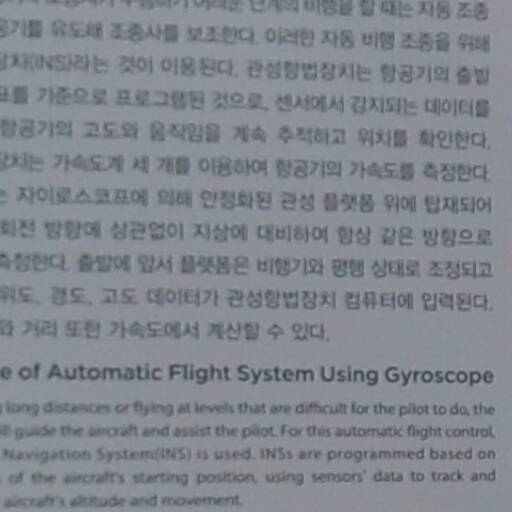 조종사가 수행하기 어려운 단계의 비행을 할 때는 자동 조종
공기를 유도해 조종사를 보조한다. 이러한 자동 비행 조종을 위해
장치(INS)라는 것이 이용된다. 관성항법장치는 항공기의 출발
표를 기준으로 프로그램된 것으로, 센서에서 감지되는 데이터를
항공기의 고도와 움직임을 계속 추적하고 위치를 확인한다.
장치는 가속도계 세 개를 이용하여 항공기의 가속도를 측정한다.
는 자이로스코프에 의해 안정화된 관성 플랫폼 위에 탑재되어
회전 방향에 상관없이 지상에 대비하여 항상 같은 방향으로
측정한다. 출발에 앞서 플랫폼은 비행기와 평행 상태로 조정되고
위도, 경도, 고도 데이터가 관성항법장치 컴퓨터에 입력된다.
와 거리 또한 가속도에서 계산할 수 있다.
e of Automatic Flight System Using Gyroscope
long distances or flying at levels that are difficult for the pilot to do, the
ill guide the aircraft and assist the pilot. For this automatic flight control,
Navigation System(INS) is used. INSs are programmed based on
of the aircraft's starting position, using sensors' data to track and
aircraft's altitude and movement.